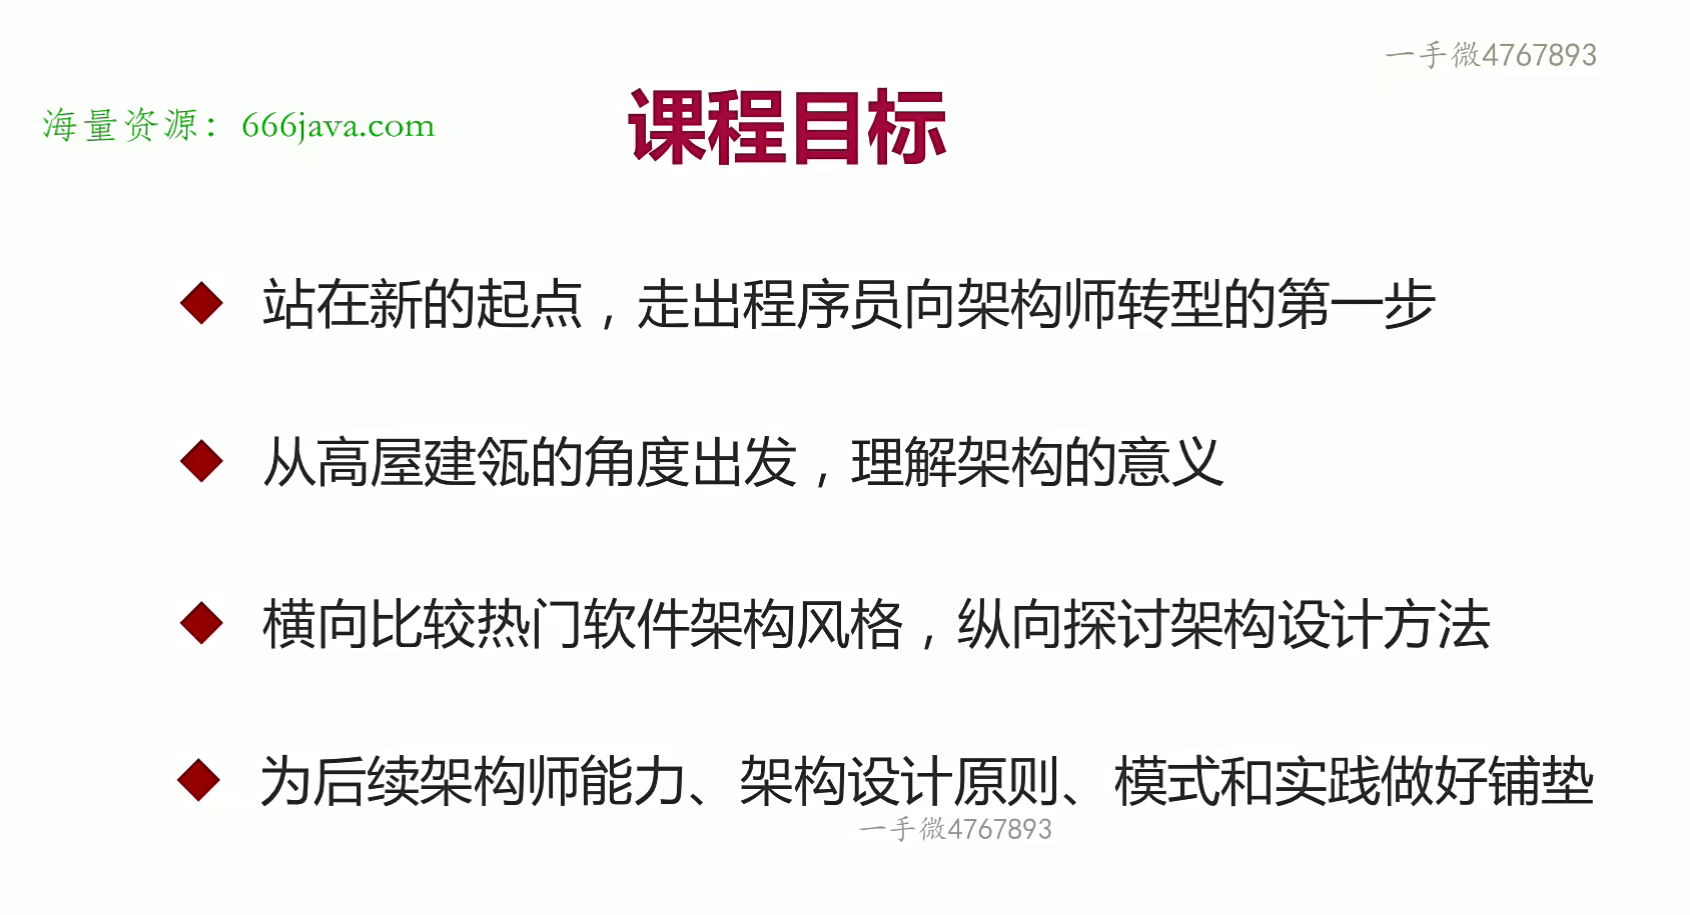 一手微4767893
海量资源：666java.com
课程目标
站在新的起点，走出程序员向架构师转型的第一步
从高屋建瓴的角度出发，理解架构的意义
横向比较热门软件架构风格，纵向探讨架构设计方法
为后续架构师能力、架构设计原则、模式和实践做好铺垫
一手微4767893